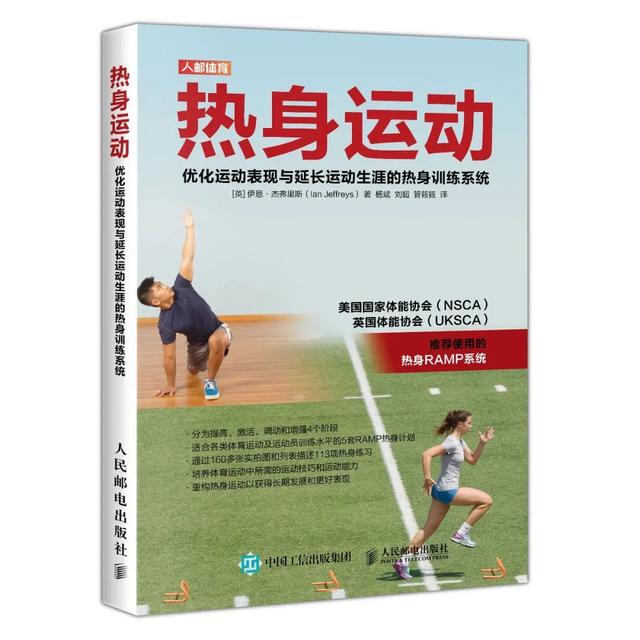 人邮体育
热身运动
优化运动表现与延长运动生涯的热身训练系统
[英] 伊恩·杰弗里斯（Ian Jeffreys）著 杨斌 刘超 管筱筱 译
美国国家体能协会（NSCA）
英国体能协会（UKSCA）
推荐使用的
热身RAMP系统
· 分为提高、激活、调动和增强4个阶段
· 适合各类体育运动及运动员训练水平的5套RAMP热身计划
· 通过160多张实拍图和列表描述113项热身练习
· 培养体育运动中所需的运动技巧和运动能力
· 重构热身运动以获得长期发展和更好表现
中国工信出版集团
人民邮电出版社
POSTS & TELECOM PRESS
热身运动
优化运动表现与延长运动生涯的热身训练系统
人民邮电出版社